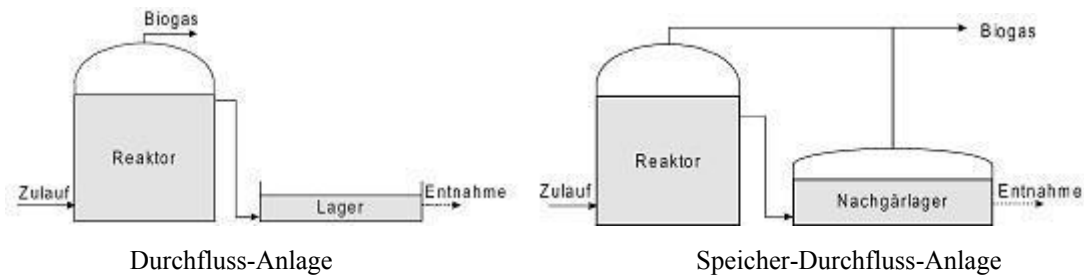 Biogas
Reaktor
Zulauf
Lager
Entnahme
Durchfluss-Anlage
Biogas
Reaktor
Zulauf
Nachgärlager
Entnahme
Speicher-Durchfluss-Anlage